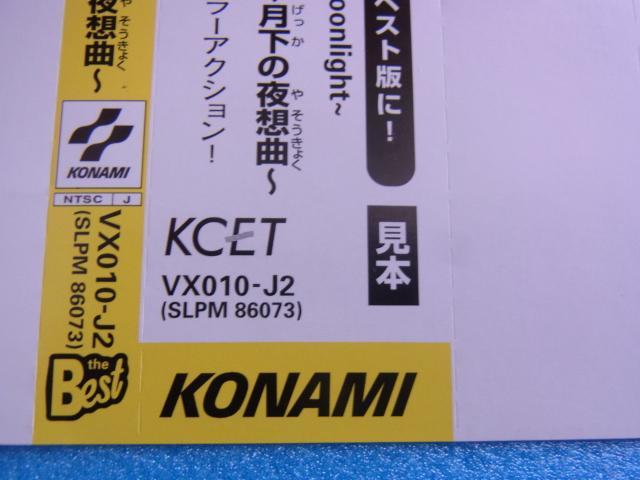 夜想曲～
やそうきょく
KONAMI
NTSC J
VX010-J2
(SLPM 86073)
the
Best
ベスト版に!
oonlight~
月下の夜想曲～
げっか
やそうきょく
フーアクション!
KCET
VX010-J2
(SLPM 86073)
見本
KONAMI